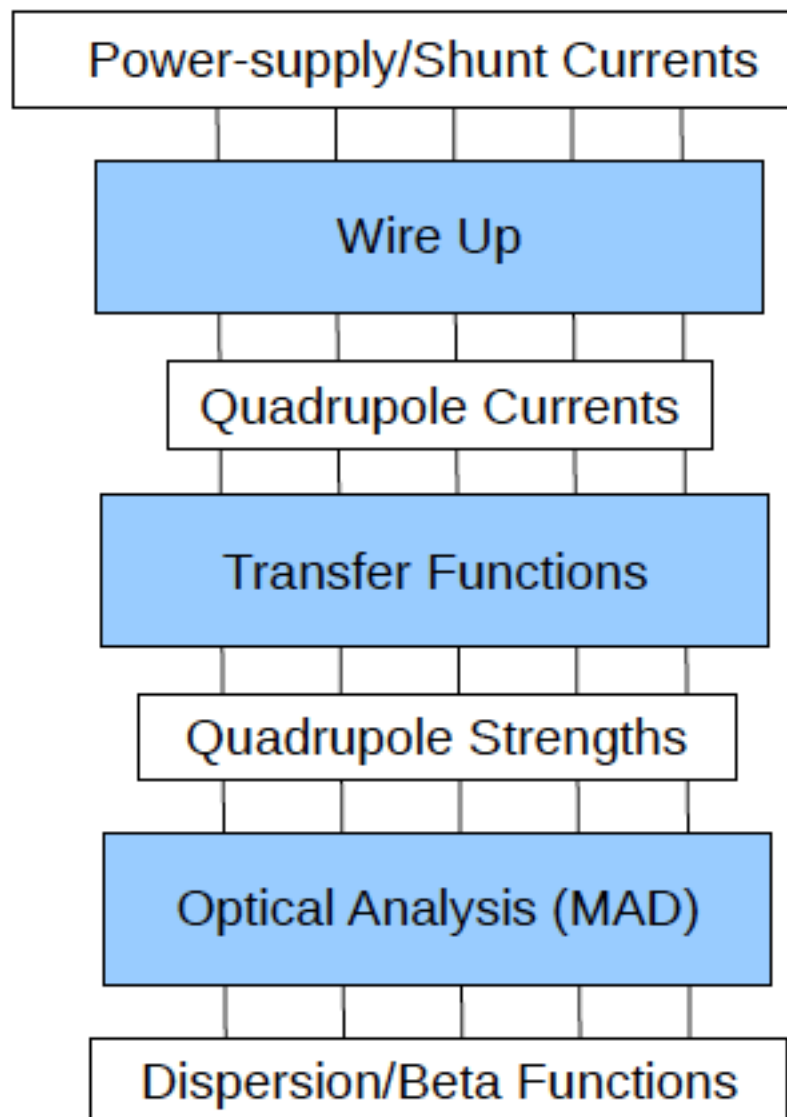 Power-supply/Shunt Currents
Wire Up
Quadrupole Currents
Transfer Functions
Quadrupole Strengths
Optical Analysis (MAD)
Dispersion/Beta Functions